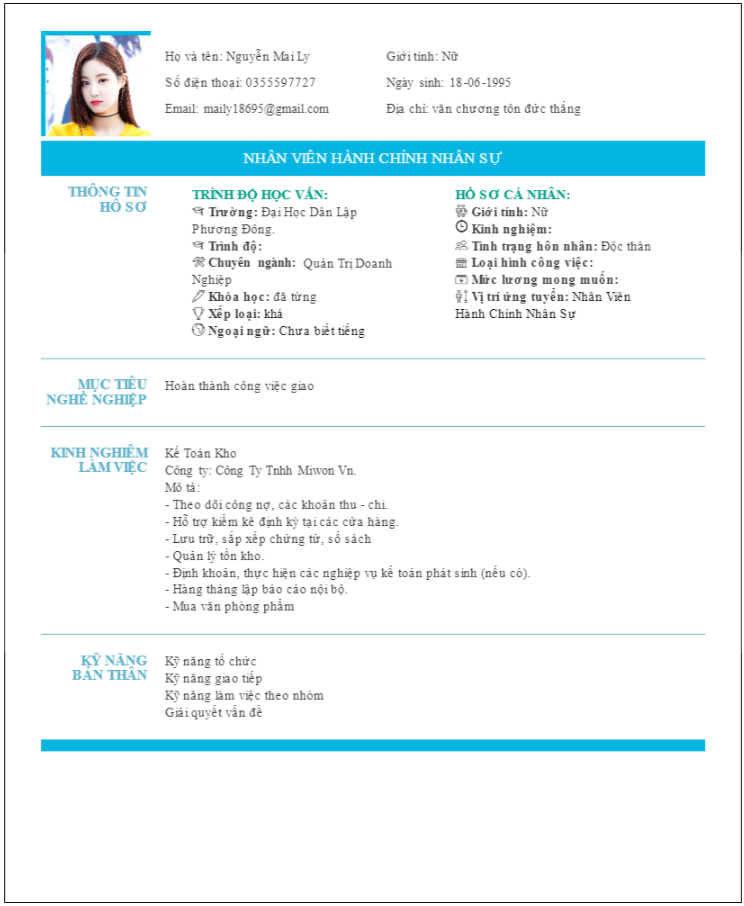 Họ và tên: Nguyễn Mai Ly
Giới tính: Nữ
Số điện thoại: 0355597727
Ngày sinh: 18-06-1995
Email: maily18695@gmail.com
Địa chỉ: văn chương tôn đức thắng
NHÂN VIÊN HÀNH CHÍNH NHÂN SỰ
THÔNG TIN
HỒ SƠ
TRÌNH ĐỘ HỌC VẤN:
Trường: Đại Học Dân Lập
Phương Đông.
Trình độ:
Chuyên ngành: Quản Trị Doanh
Nghiệp
Khóa học: đã từng
Xếp loại: khá
Ngoại ngữ: Chưa biết tiếng
HỒ SƠ CÁ NHÂN:
Giới tính: Nữ
Kinh nghiệm:
Tình trạng hôn nhân: Độc thân
Loại hình công việc:
Mức lương mong muốn:
Vị trí ứng tuyển: Nhân Viên
Hành Chính Nhân Sự
MỤC TIÊU
NGHỀ NGHIỆP
Hoàn thành công việc giao
KINH NGHIỆM
LÀM VIỆC
Kế Toán Kho
Công ty: Công Ty Tnhh Miwon Vn.
Mô tả:
- Theo dõi công nợ, các khoản thu - chi.
- Hỗ trợ kiểm kê định kỳ tại các cửa hàng.
- Lưu trữ, sắp xếp chứng từ, sổ sách
- Quản lý tồn kho.
- Định khoản, thực hiện các nghiệp vụ kế toán phát sinh (nếu có).
- Hàng tháng lập báo cáo nội bộ.
- Mua văn phòng phẩm
KỸ NĂNG
BẢN THÂN
Kỹ năng tổ chức
Kỹ năng giao tiếp
Kỹ năng làm việc theo nhóm
Giải quyết vấn đề